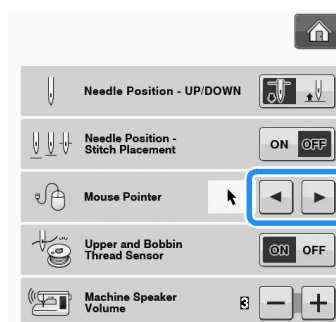 Needle Position - UP/DOWN
Needle Position -
Stitch Placement
ON OFF
Mouse Pointer
Upper and Bobbin
Thread Sensor
ON OFF
Machine Speaker
Volume
3 - +